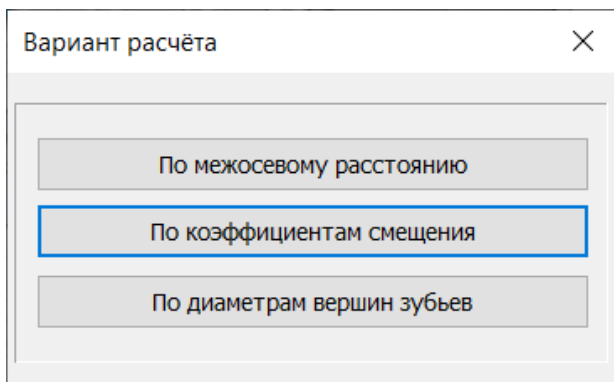 Вариант расчёта
По межосевому расстоянию
По коэффициентам смещения
По диаметрам вершин зубьев